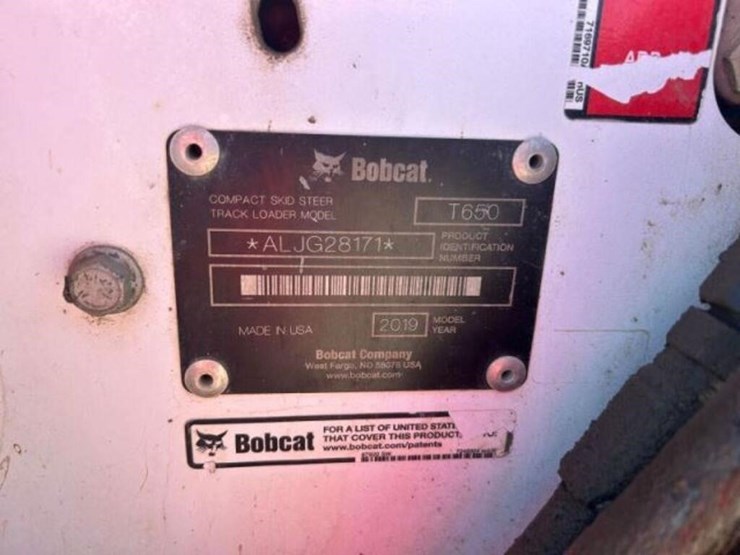 Bobcat.
COMPACT SKID STEER
TRACK LOADER MODEL
T650
*ALJG28171*
PRODUCT
IDENTIFICATION
NUMBER
MADE IN USA
2019
MODEL
YEAR
Bobcat Company
West Fargo, ND 58078 USA
www.bobcat.com
Bobcat
FOR A LIST OF UNITED STAT
THAT COVER THIS PRODUCT,
www.bobcat.com/patents